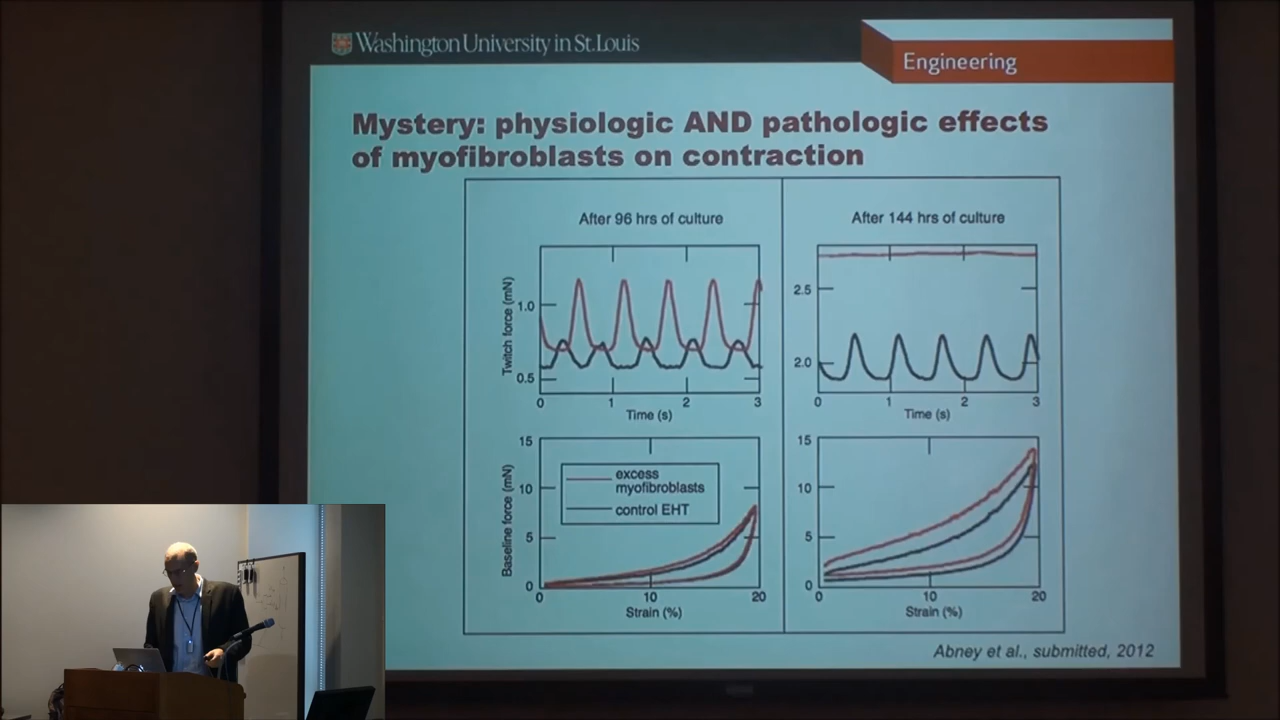 Washington University in St. Louis
Engineering
Mystery: physiologic AND pathologic effects
of myofibroblasts on contraction
After 96 hrs of culture
After 144 hrs of culture
Twitch force (mN)
1.0
0.5
0 1 2 3
Time (s)
2.5
2.0
0 1 2 3
Time (s)
Baseline force (mN)
15
10
5
0
excess
myofibroblasts
control EHT
0 10 20
Strain (%)
15
10
5
0
0 10 20
Strain (%)
Abney et al., submitted, 2012